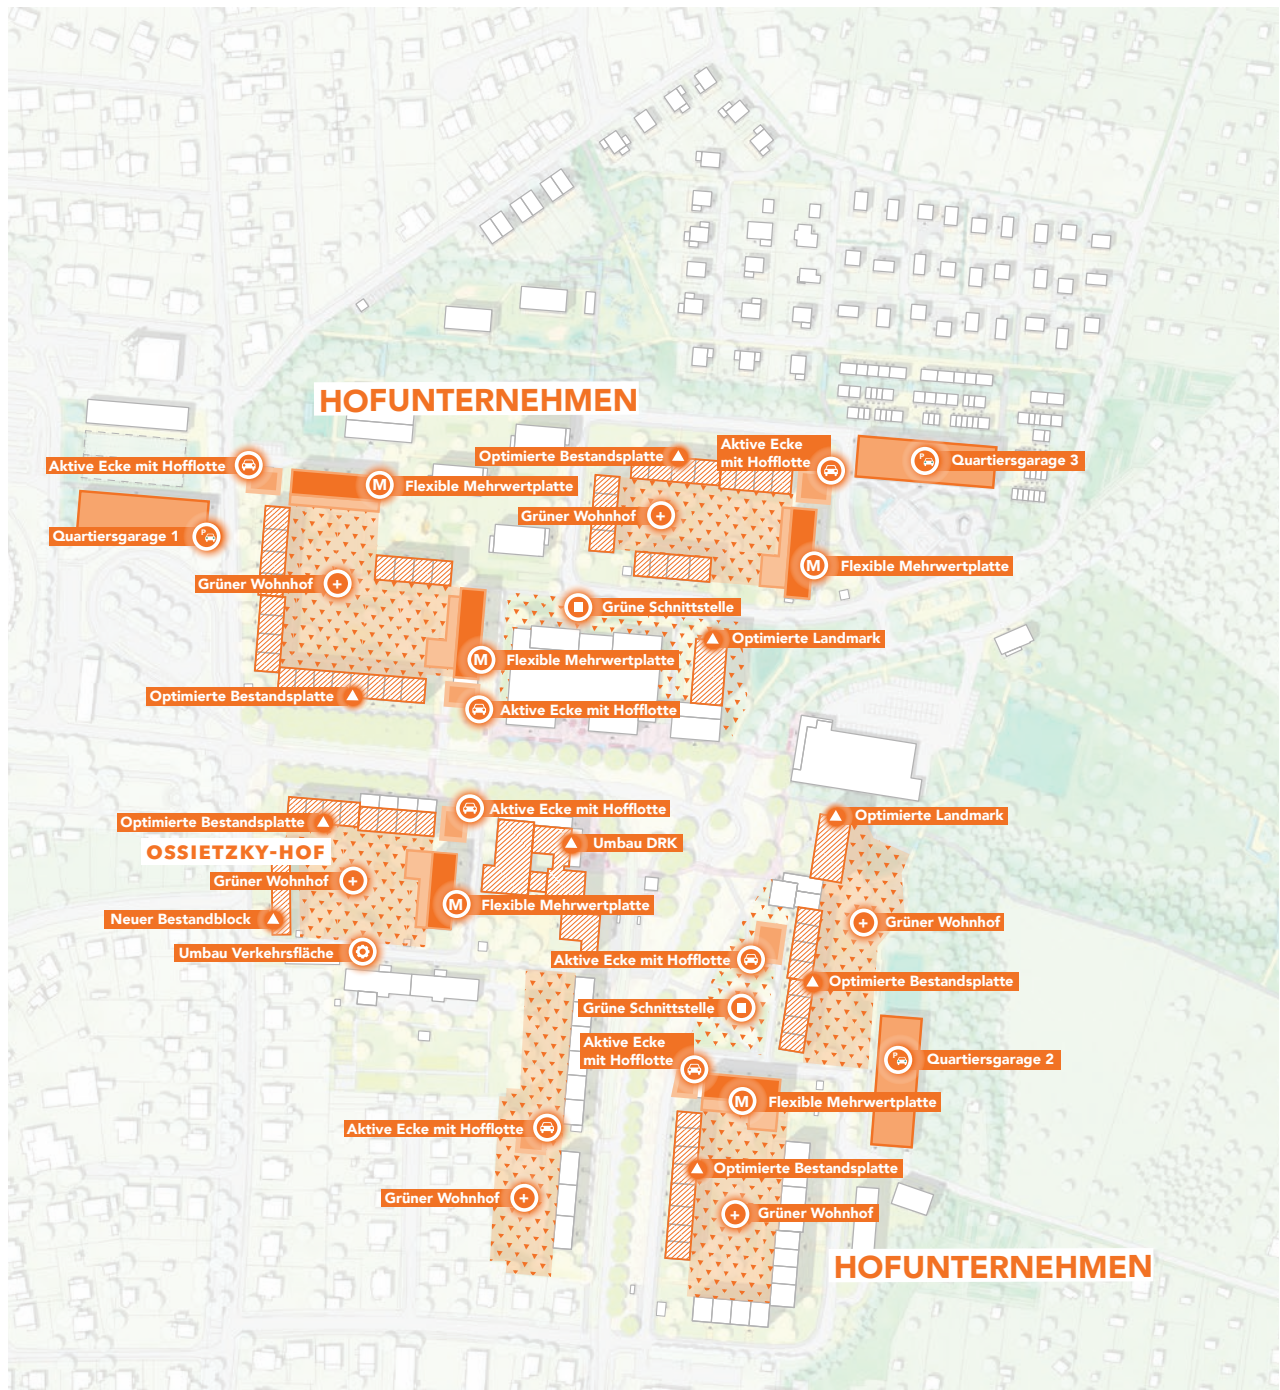 HOFUNTERNEHMEN
Aktive Ecke
mit Hofflotte
Optimierte Bestandsplatte
Quartiersgarage 3
Aktive Ecke mit Hofflotte
M
Flexible Mehrwertplatte
Grüner Wohnhof
Quartiersgarage 1
P
P
M
Flexible Mehrwertplatte
Grüner Wohnhof
Grüne Schnittstelle
Optimierte Landmark
M
Flexible Mehrwertplatte
Optimierte Bestandsplatte
Aktive Ecke mit Hofflotte
Aktive Ecke mit Hofflotte
Optimierte Landmark
Optimierte Bestandsplatte
Umbau DRK
OSSIETZKY-HOF
Grüner Wohnhof
M
Flexible Mehrwertplatte
Neuer Bestandblock
Grüner Wohnhof
Umbau Verkehrsfläche
Aktive Ecke mit Hofflotte
Optimierte Bestandsplatte
Grüne Schnittstelle
Aktive Ecke
mit Hofflotte
P
Quartiersgarage 2
M
Flexible Mehrwertplatte
Aktive Ecke mit Hofflotte
Optimierte Bestandsplatte
Grüner Wohnhof
Grüner Wohnhof
HOFUNTERNEHMEN